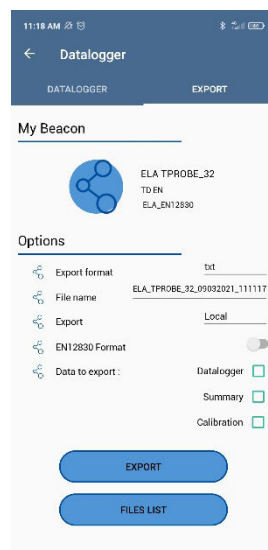 11:18 AM
Datalogger
DATALOGGER EXPORT
My Beacon
ELA TPROBE_32
TD EN
ELA_EN12830
Options
Export format txt
File name ELA_TPROBE_32_09032021_111117
Export Local
EN12830 Format
Data to export : Datalogger
Summary
Calibration
EXPORT
FILES LIST